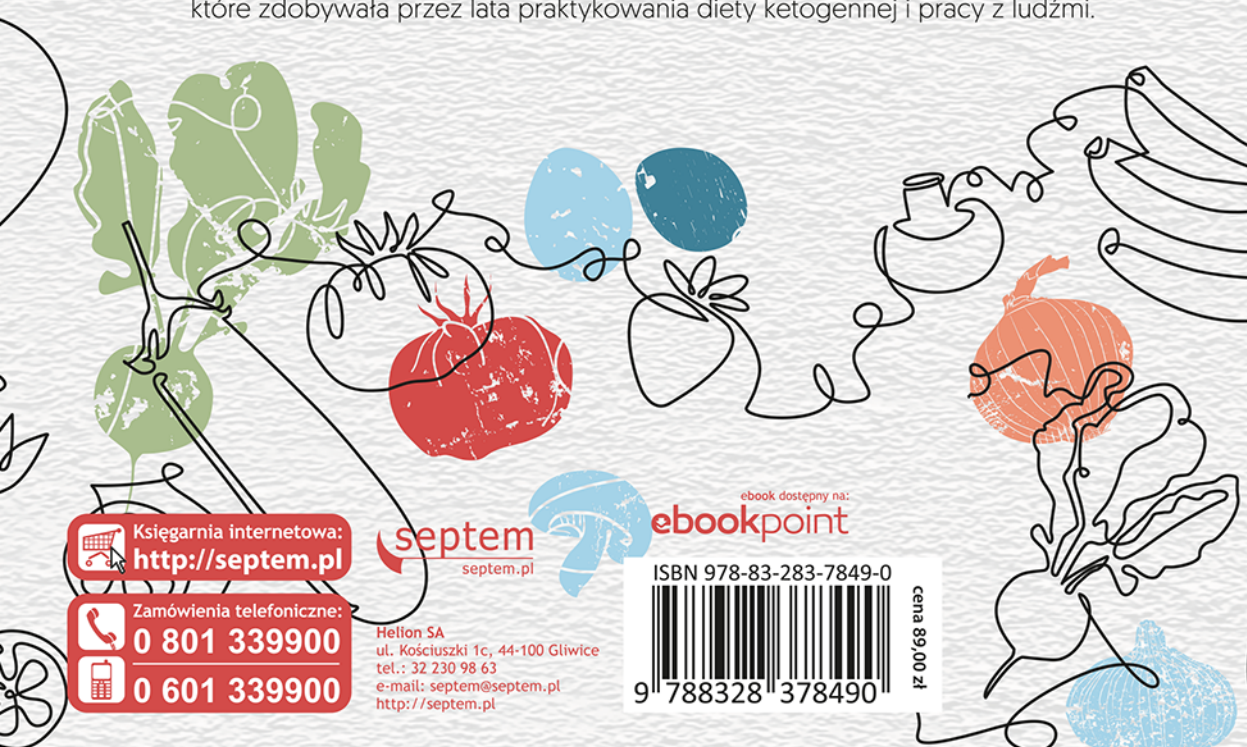 które zdobywała przez lata praktykowania diety ketogennej i pracy z ludźmi.
Księgarnia internetowa:
http://septem.pl
Zamówienia telefoniczne:
0 801 339900
0 601 339900
septem
septem.pl
Helion SA
ul. Kościuszki 1c, 44-100 Gliwice
tel.: 32 230 98 63
e-mail: septem@septem.pl
http://septem.pl
ebook dostępny na:
ebookpoint
ISBN 978-83-283-7849-0
9 788328 378490
cena 89,00 zł